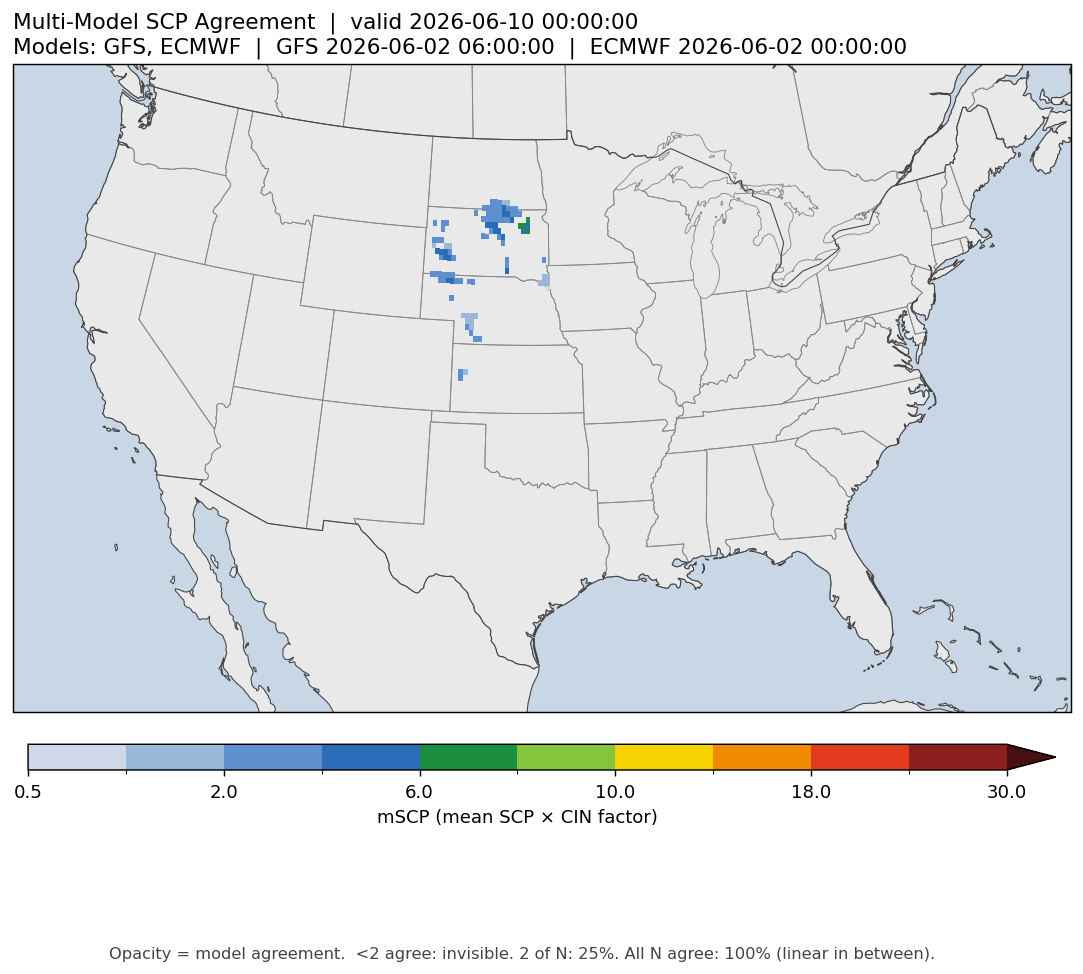 Multi-Model SCP Agreement  |  valid 2026-06-10 00:00:00
Models: GFS, ECMWF  |  GFS 2026-06-02 06:00:00  |  ECMWF 2026-06-02 00:00:00
0.5 2.0 6.0 10.0 18.0 30.0
mSCP (mean SCP × CIN factor)
Opacity = model agreement.  <2 agree: invisible. 2 of N: 25%. All N agree: 100% (linear in between).